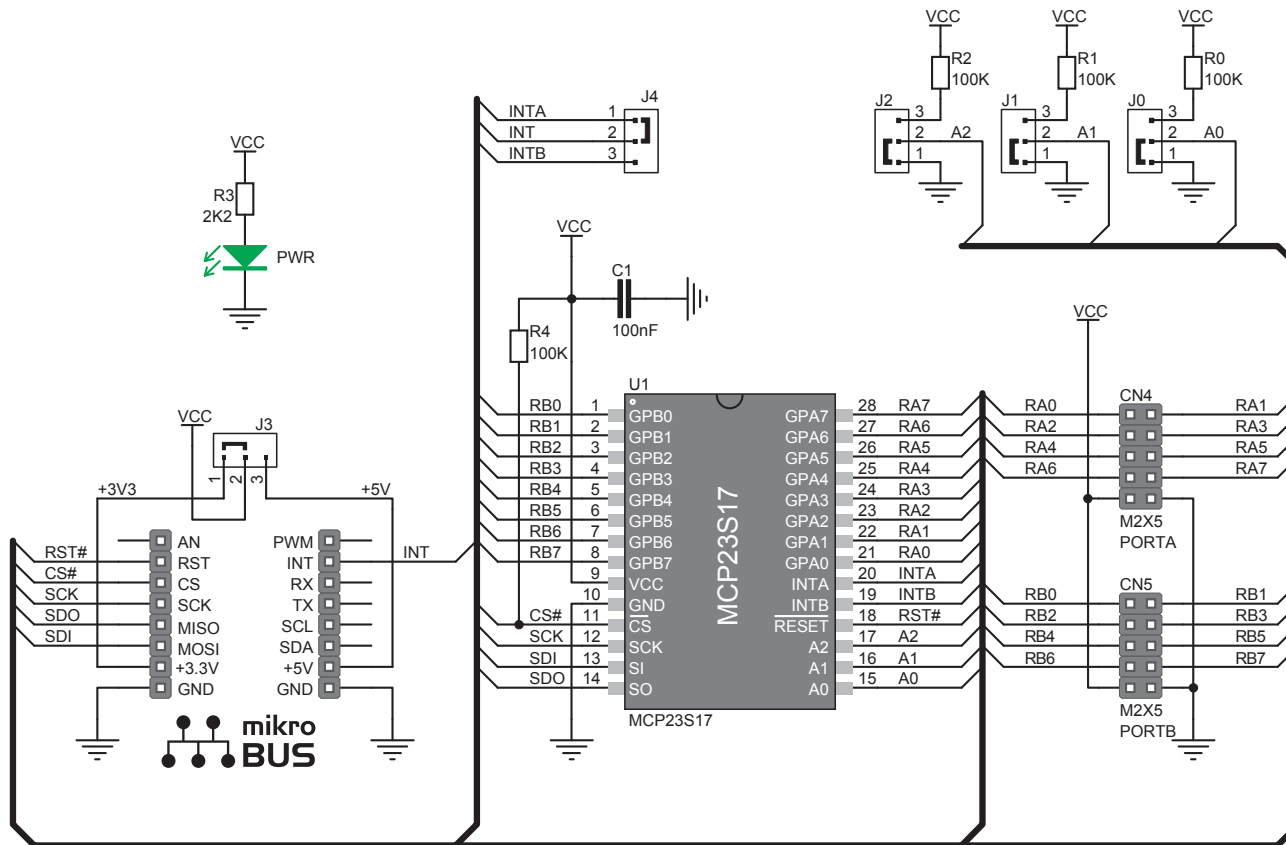 VCC
R2
100K
J2
3
2
1
A2
VCC
R1
100K
J1
3
2
1
A1
VCC
R0
100K
J0
3
2
1
A0
J4
INTA 1
INT 2
INTB 3
VCC
R3
2K2
PWR
VCC
C1
100nF
R4
100K
VCC
J3
1
2
3
+3V3
+5V
RST#
CS#
SCK
SDO
SDI
AN
RST
CS
SCK
MISO
MOSI
+3.3V
GND
PWM
INT
RX
TX
SCL
SDA
+5V
GND
INT
mikro
BUS
U1
RB0 1 GPB0
RB1 2 GPB1
RB2 3 GPB2
RB3 4 GPB3
RB4 5 GPB4
RB5 6 GPB5
RB6 7 GPB6
RB7 8 GPB7
9 VCC
10 GND
CS# 11 CS
SCK 12 SCK
SDI 13 SI
SDO 14 SO
MCP23S17
GPA7 28 RA7
GPA6 27 RA6
GPA5 26 RA5
GPA4 25 RA4
GPA3 24 RA3
GPA2 23 RA2
GPA1 22 RA1
GPA0 21 RA0
INTA 20 INTA
INTB 19 INTB
RESET 18 RST#
A2 17 A2
A1 16 A1
A0 15 A0
MCP23S17
VCC
CN4
RA0 RA1
RA2 RA3
RA4 RA5
RA6 RA7
M2X5
PORTA
CN5
RB0 RB1
RB2 RB3
RB4 RB5
RB6 RB7
M2X5
PORTB